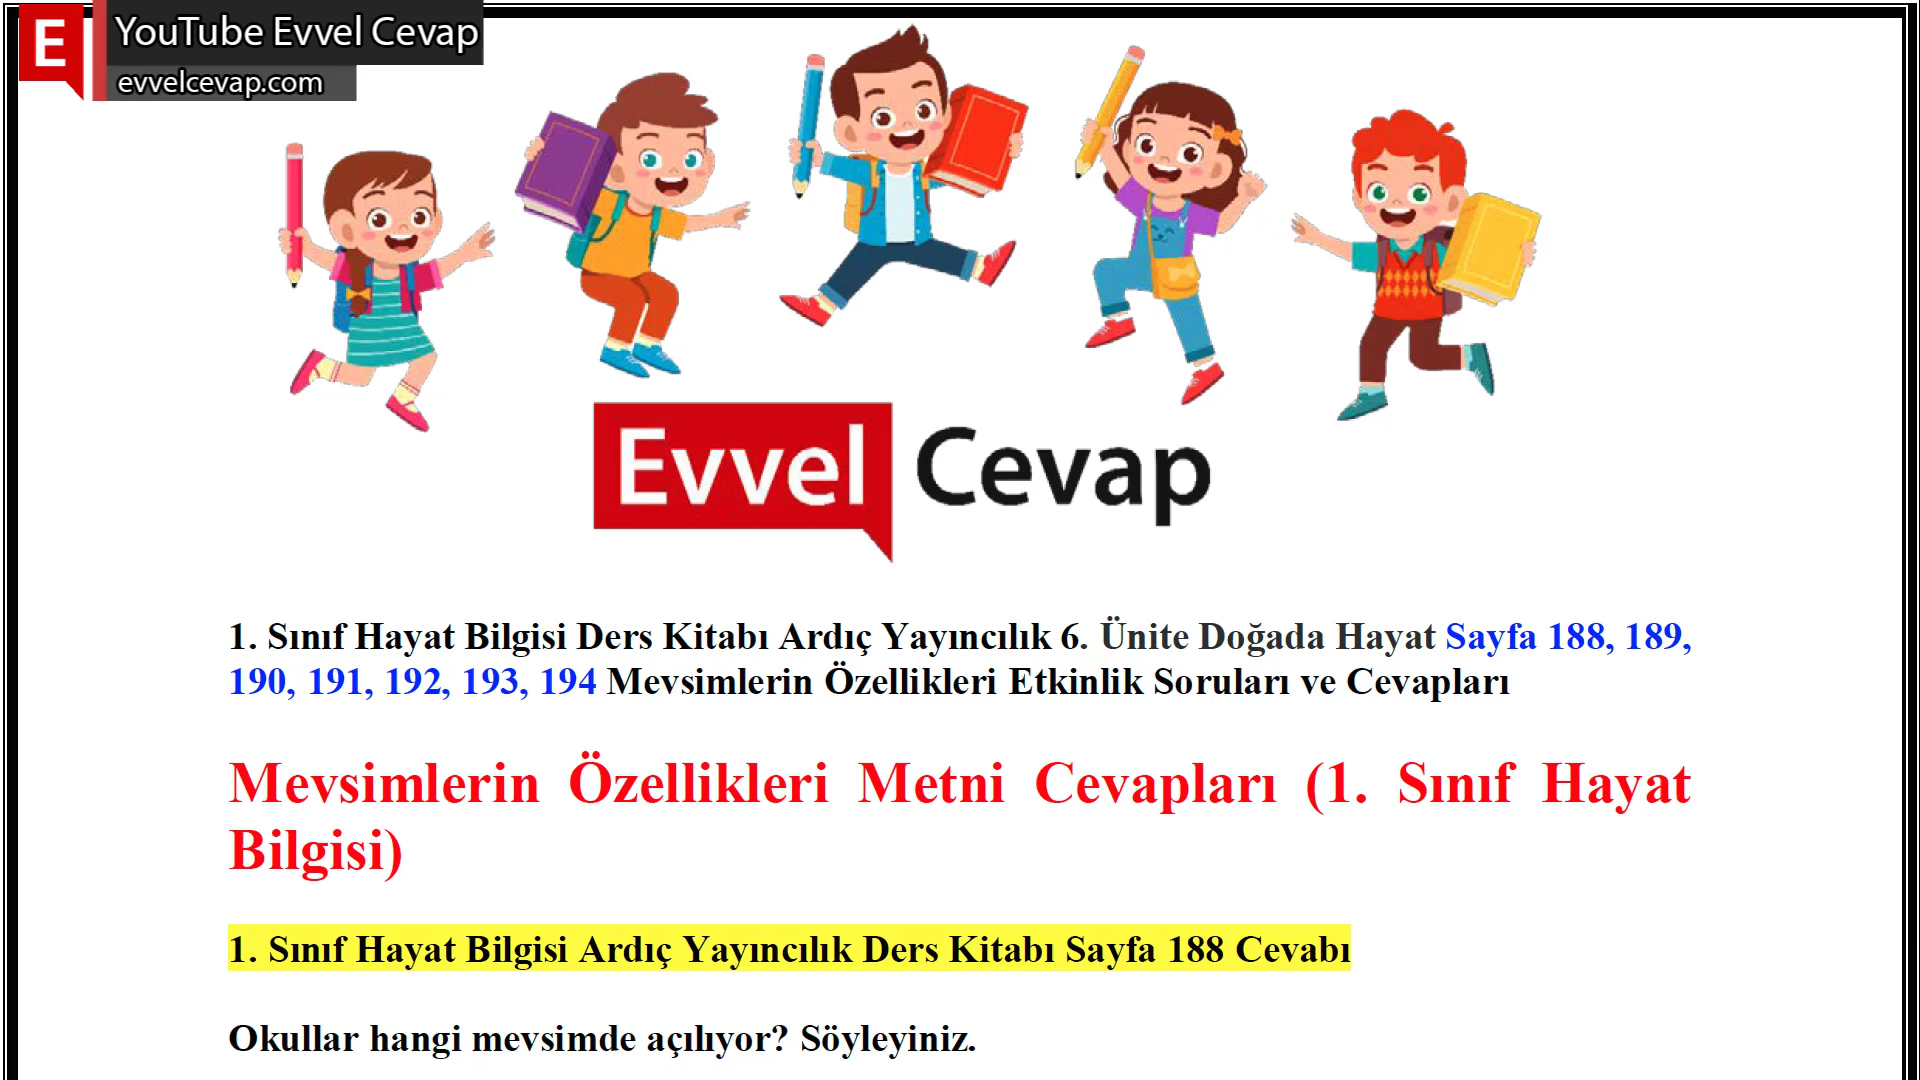 E
YouTube Evvel Cevap
evvelcevap.com
Evvel Cevap
1. Sınıf Hayat Bilgisi Ders Kitabı Ardıç Yayıncılık 6. Ünite Doğada Hayat Sayfa 188, 189,
190, 191, 192, 193, 194 Mevsimlerin Özellikleri Etkinlik Soruları ve Cevapları
Mevsimlerin Özellikleri Metni Cevapları (1. Sınıf Hayat
Bilgisi)
1. Sınıf Hayat Bilgisi Ardıç Yayıncılık Ders Kitabı Sayfa 188 Cevabı
Okullar hangi mevsimde açılıyor? Söyleyiniz.